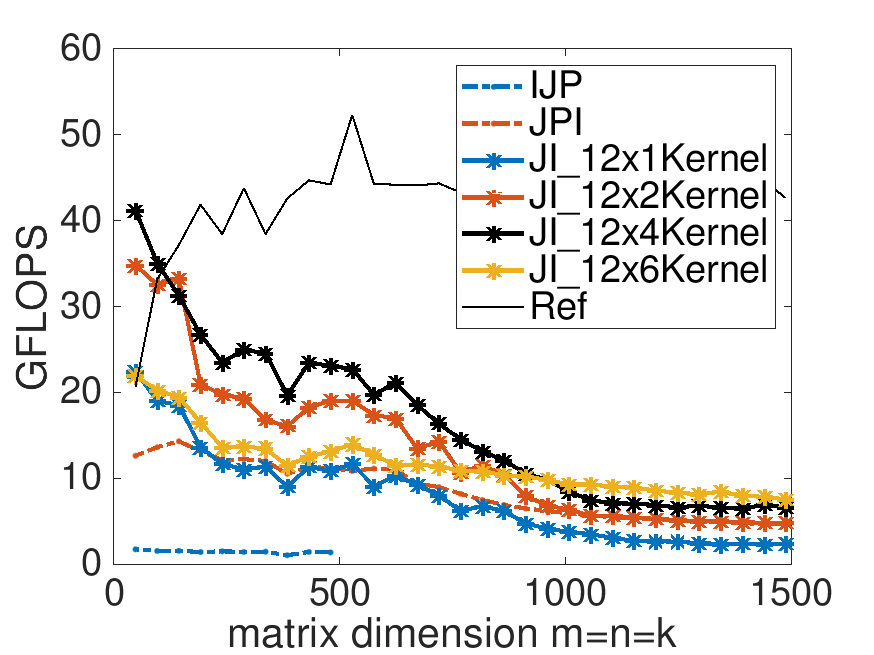 60
50
40
30
20
10
0
GFLOPS
IJP
JPI
JI_12x1Kernel
JI_12x2Kernel
JI_12x4Kernel
JI_12x6Kernel
Ref
0 500 1000 1500
matrix dimension m=n=k